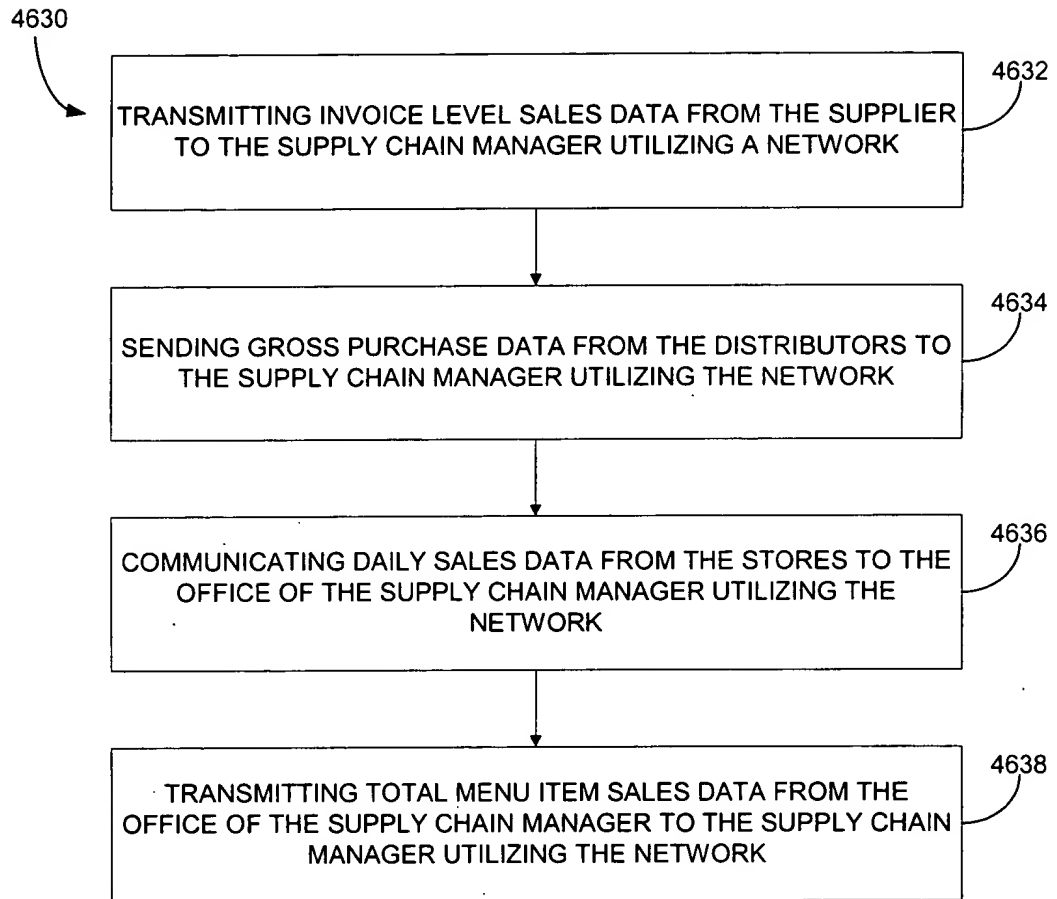 4630
4632
TRANSMITTING INVOICE LEVEL SALES DATA FROM THE SUPPLIER
TO THE SUPPLY CHAIN MANAGER UTILIZING A NETWORK
4634
SENDING GROSS PURCHASE DATA FROM THE DISTRIBUTORS TO
THE SUPPLY CHAIN MANAGER UTILIZING THE NETWORK
4636
COMMUNICATING DAILY SALES DATA FROM THE STORES TO THE
OFFICE OF THE SUPPLY CHAIN MANAGER UTILIZING THE
NETWORK
4638
TRANSMITTING TOTAL MENU ITEM SALES DATA FROM THE
OFFICE OF THE SUPPLY CHAIN MANAGER TO THE SUPPLY CHAIN
MANAGER UTILIZING THE NETWORK